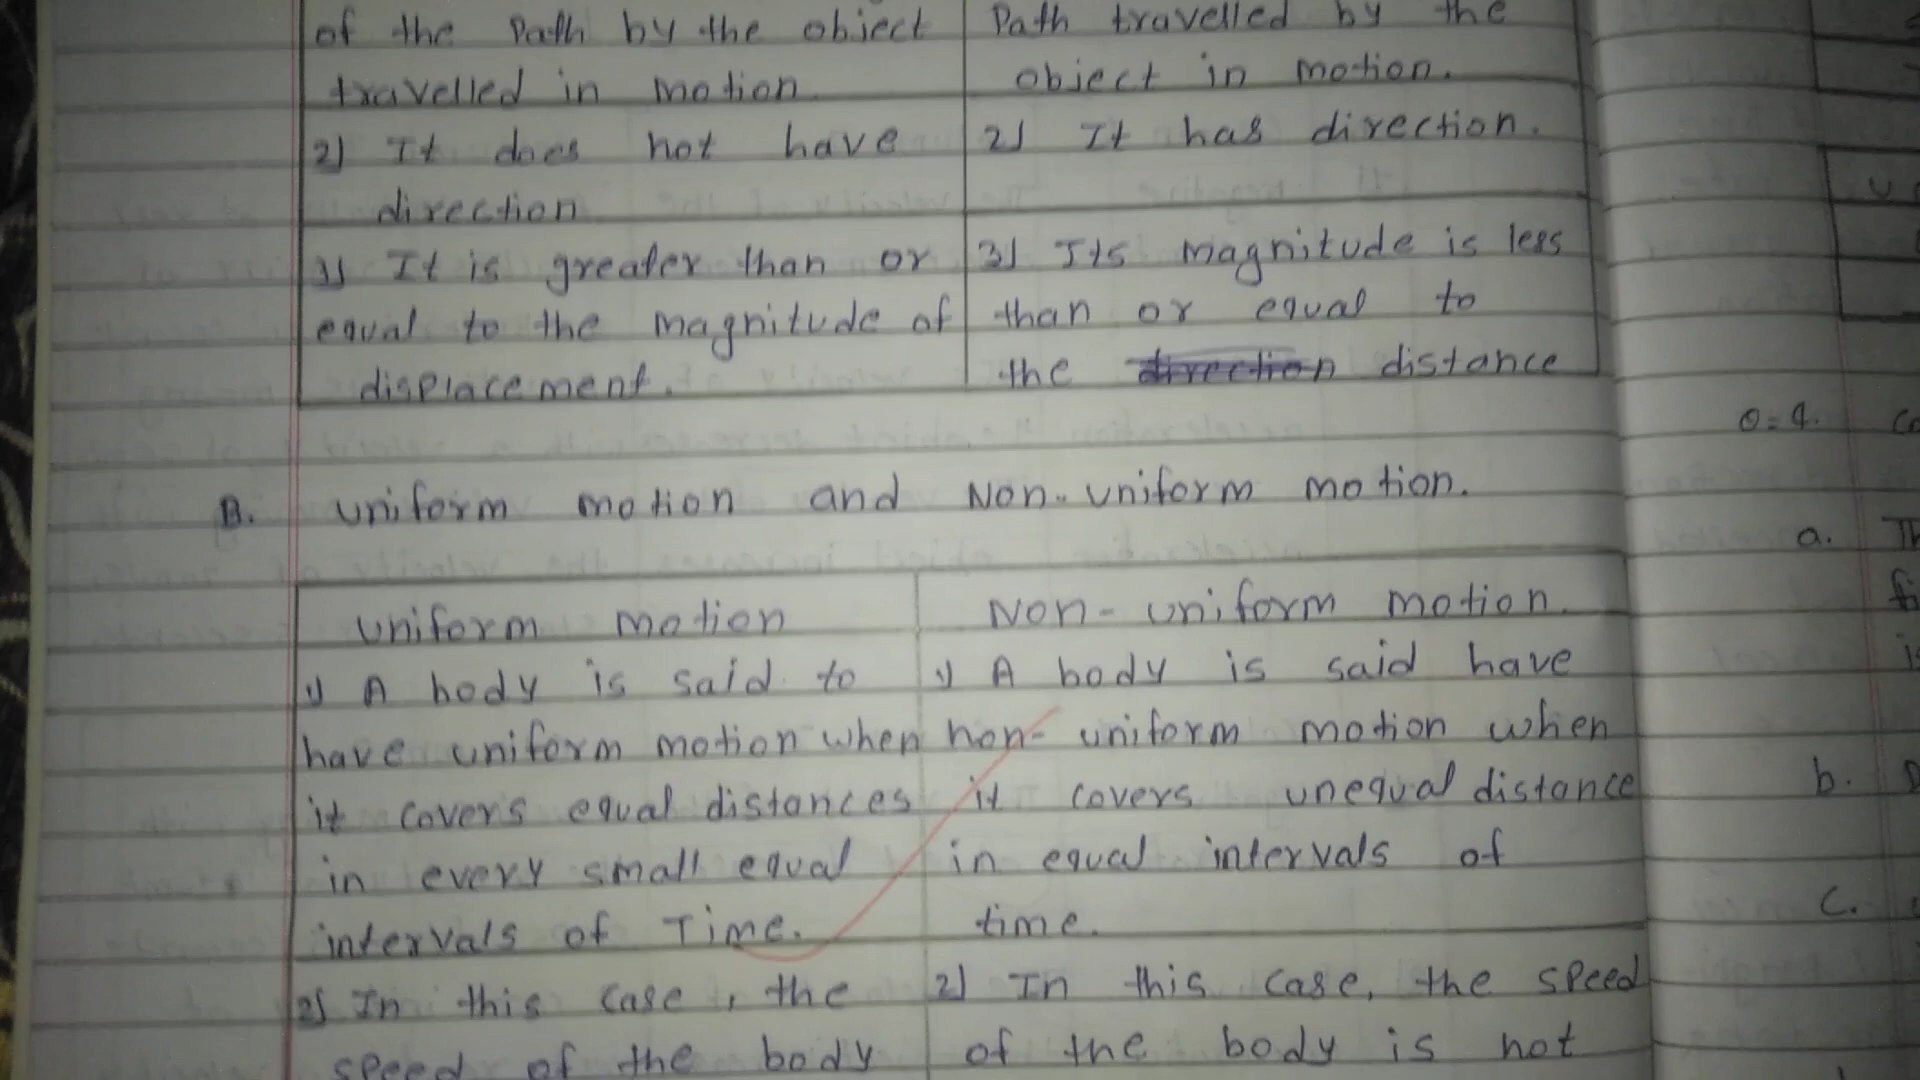 of the Path by the object
travelled in motion.
2) It does not have
direction
3) It is greater than or
equal to the magnitude of
displacement.
Path travelled by the
object in motion.
2) It has direction.
3) Its magnitude is less
than or equal to
the direction distance
B. uniform motion and Non-uniform motion.
uniform motion
1) A body is said to
have uniform motion when
it covers equal distances
in every small equal
intervals of Time.
2) In this case, the
speed of the body
Non-uniform motion.
1) A body is said have
non-uniform motion when
it covers unequal distance
in equal intervals of
time.
2) In this case, the speed
of the body is not
Q=4.
a. Th
fi
is
b.
c.